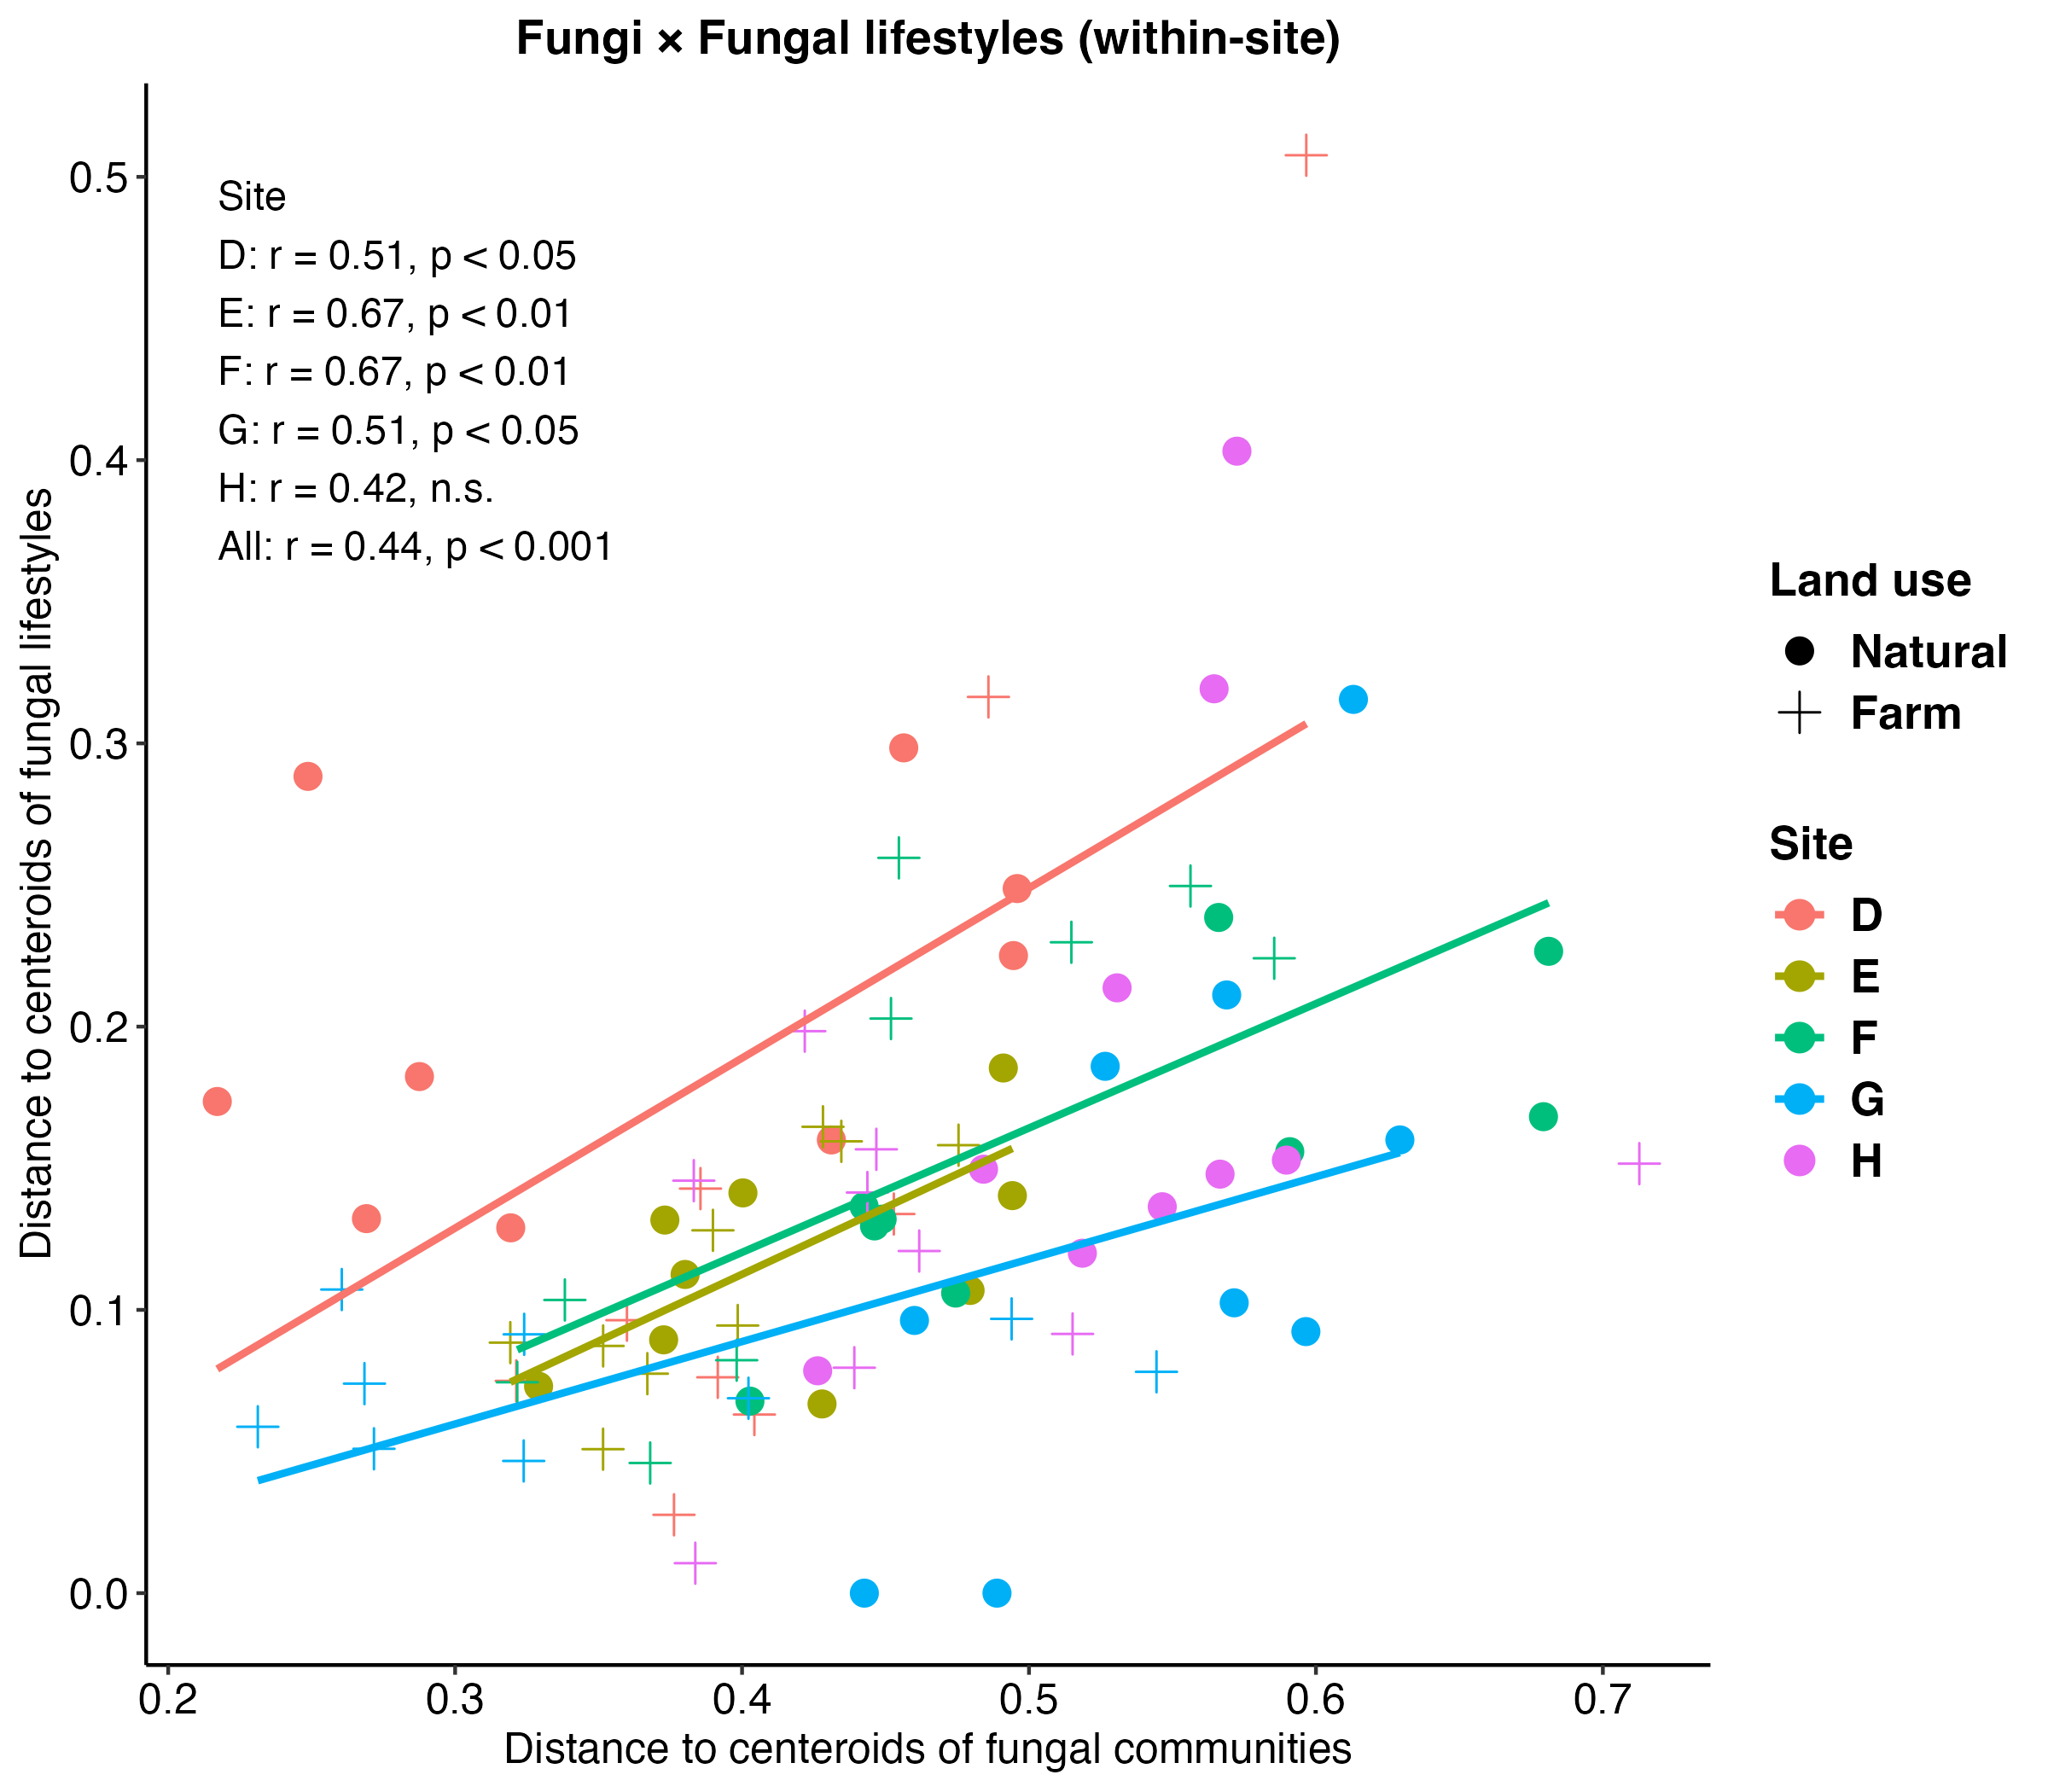 Fungi × Fungal lifestyles (within-site)
Distance to centeroids of fungal lifestyles
0.5
0.4
0.3
0.2
0.1
0.0
Site
D: r = 0.51, p < 0.05
E: r = 0.67, p < 0.01
F: r = 0.67, p < 0.01
G: r = 0.51, p < 0.05
H: r = 0.42, n.s.
All: r = 0.44, p < 0.001
0.2 0.3 0.4 0.5 0.6 0.7
Distance to centeroids of fungal communities
Land use
Natural
Farm
Site
D
E
F
G
H